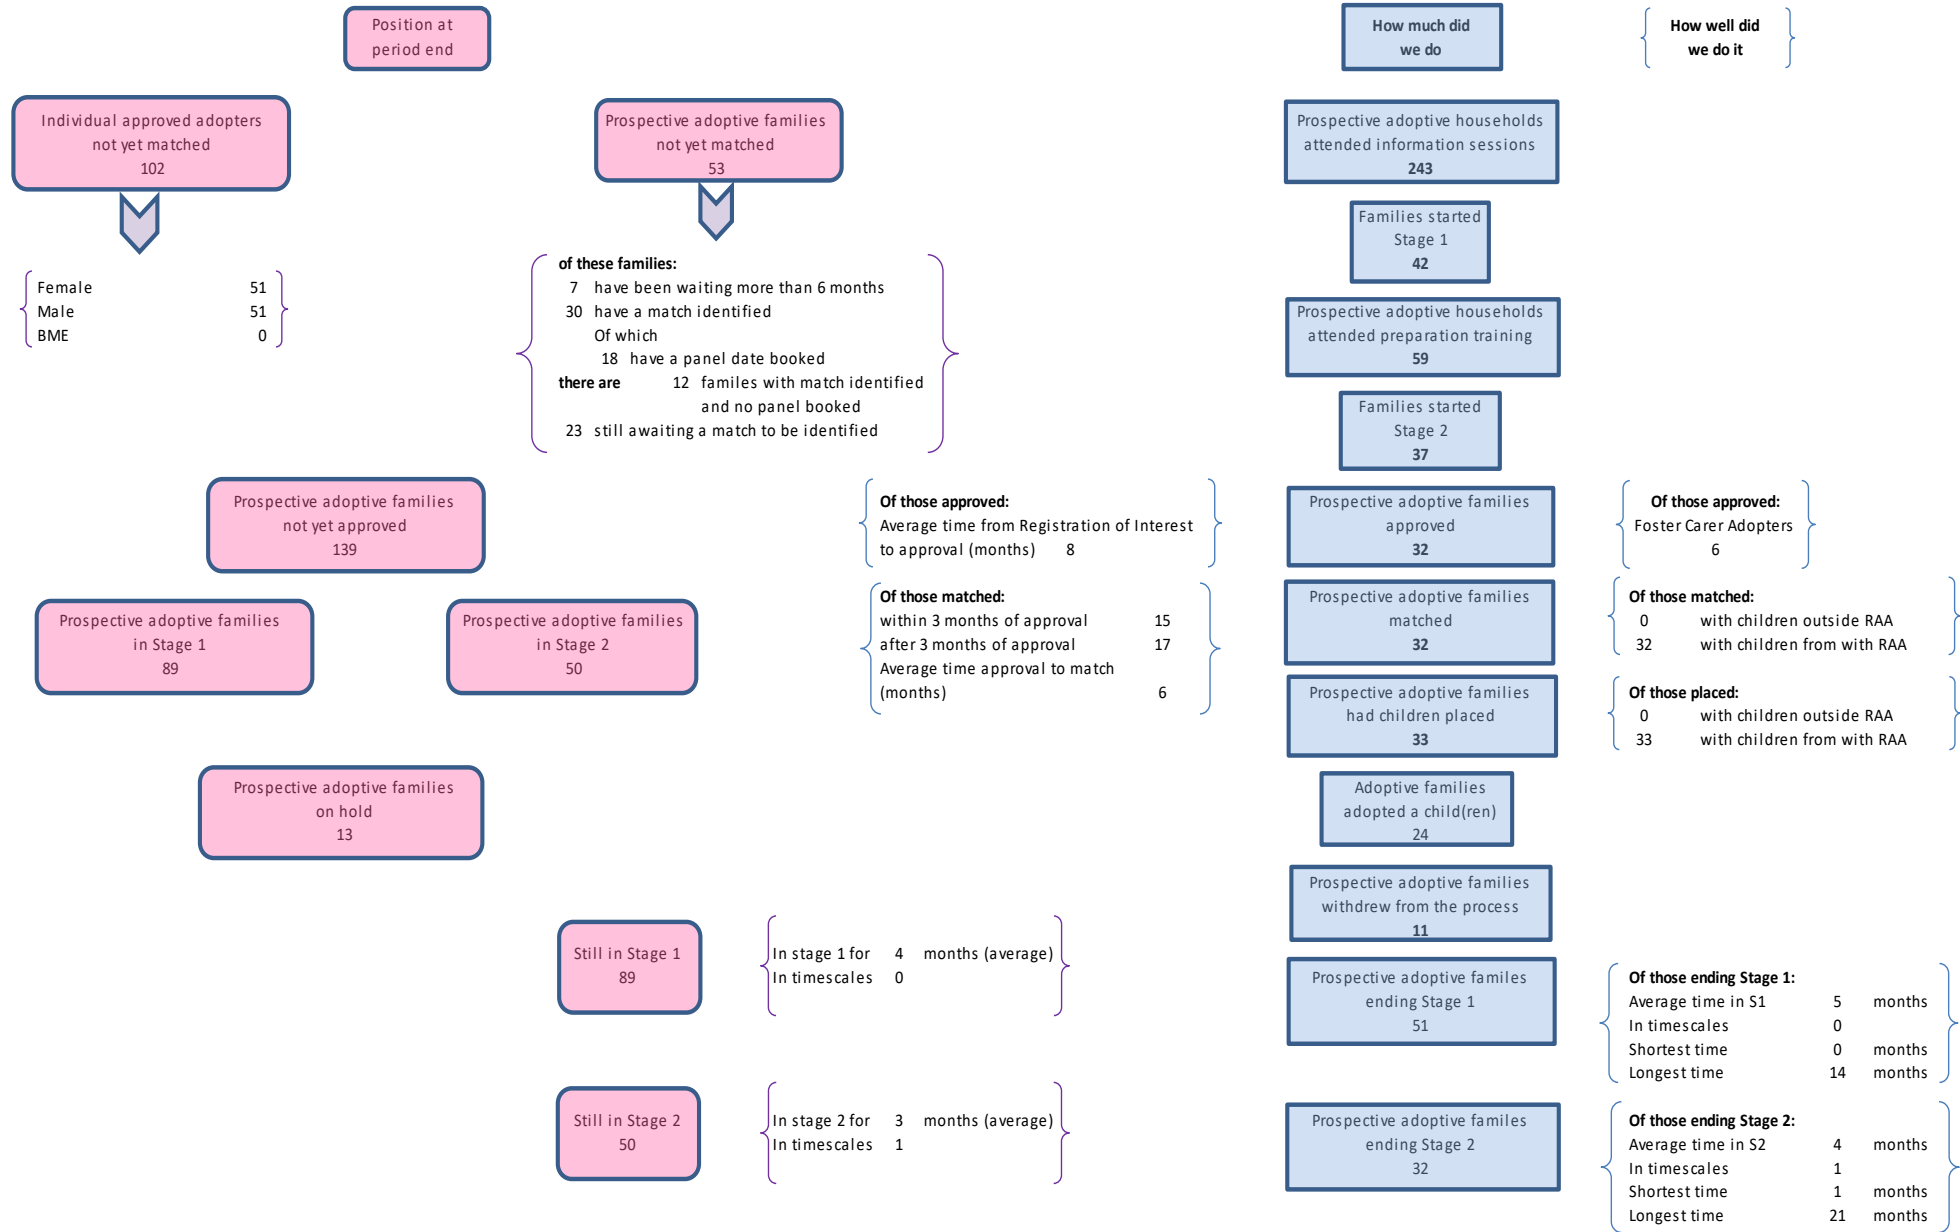 Position at
period end
How much did
we do
How well did
we do it
Individual approved adopters
not yet matched
102
Prospective adoptive families
not yet matched
53
Female 51
Male 51
BME 0
of these families:
7 have been waiting more than 6 months
30 have a match identified
Of which
18 have a panel date booked
there are 12 familes with match identified
and no panel booked
23 still awaiting a match to be identified
Prospective adoptive families
not yet approved
139
Prospective adoptive families
in Stage 1
89
Prospective adoptive families
in Stage 2
50
Prospective adoptive families
on hold
13
Still in Stage 1
89
In stage 1 for 4 months (average)
In timescales 0
Still in Stage 2
50
In stage 2 for 3 months (average)
In timescales 1
Prospective adoptive households
attended information sessions
243
Families started
Stage 1
42
Prospective adoptive households
attended preparation training
59
Families started
Stage 2
37
Of those approved:
Average time from Registration of Interest
to approval (months) 8
Prospective adoptive families
approved
32
Of those approved:
Foster Carer Adopters
6
Of those matched:
within 3 months of approval 15
after 3 months of approval 17
Average time approval to match
(months) 6
Prospective adoptive families
matched
32
Of those matched:
0 with children outside RAA
32 with children from with RAA
Prospective adoptive families
had children placed
33
Of those placed:
0 with children outside RAA
33 with children from with RAA
Adoptive families
adopted a child(ren)
24
Prospective adoptive families
withdrew from the process
11
Prospective adoptive familes
ending Stage 1
51
Of those ending Stage 1:
Average time in S1 5 months
In timescales 0
Shortest time 0 months
Longest time 14 months
Prospective adoptive familes
ending Stage 2
32
Of those ending Stage 2:
Average time in S2 4 months
In timescales 1
Shortest time 1 months
Longest time 21 months